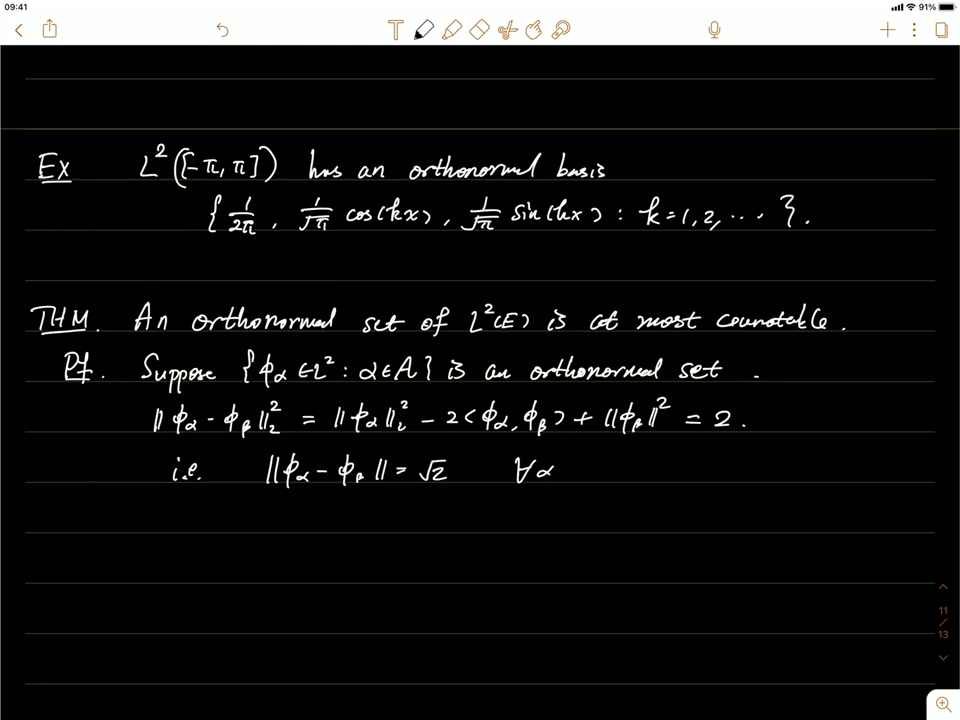 09:41 91%
Ex L²([-π, π]) has an orthonormal basis
{ 1/2π, 1/√π cos(kx), 1/√π sin(kx) : k = 1, 2, ⋯ }.
THM. An orthonormal set of L²(E) is at most countable.
Pf. Suppose {ϕα ∈ L² : α ∈ A} is an orthonormal set.
‖ϕα - ϕβ‖₂² = ‖ϕα‖₂² - 2⟨ϕα, ϕβ⟩ + ‖ϕβ‖² = 2.
i.e. ‖ϕα - ϕβ‖ = √2 ∀α
11
/
13